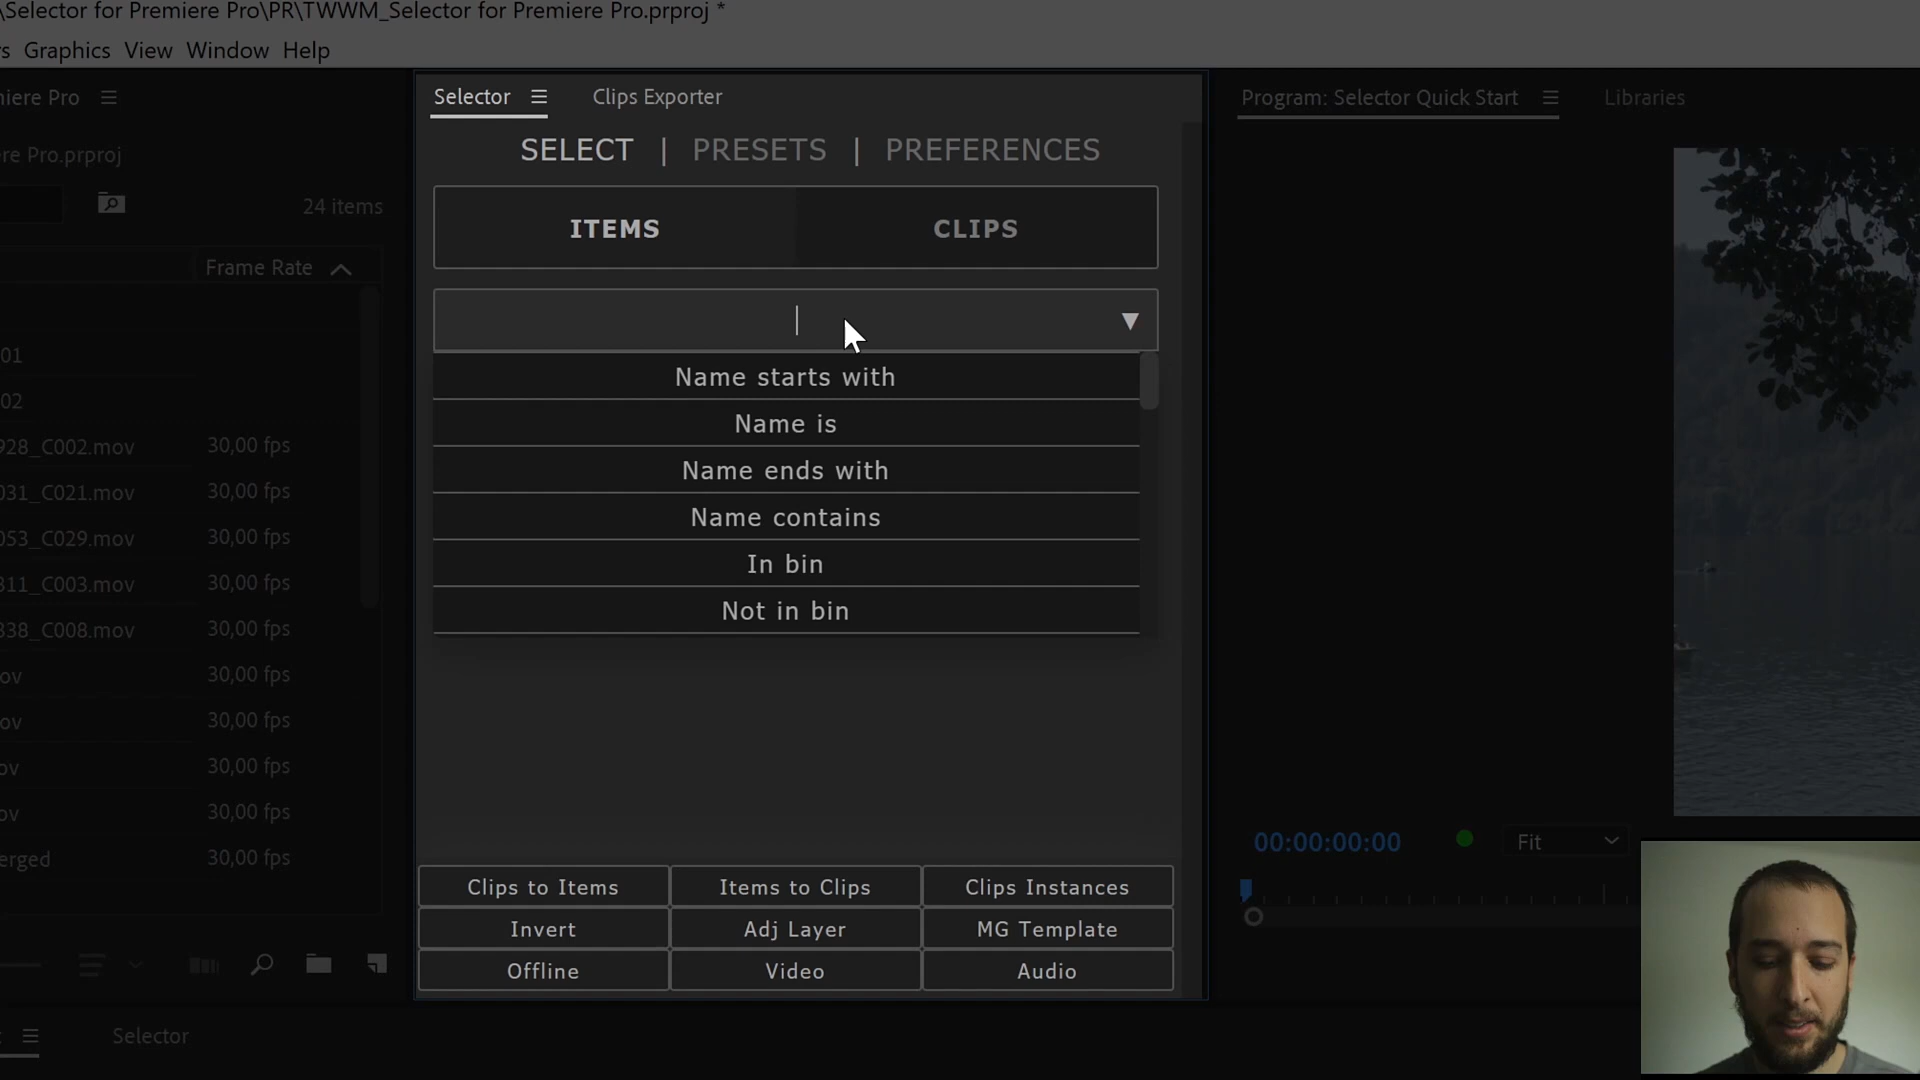 \Selector for Premiere Pro\PR\TWWM_Selector for Premiere Pro.prproj *
s Graphics View Window Help
niere Pro
Selector
Clips Exporter
Program: Selector Quick Start
Libraries
SELECT | PRESETS | PREFERENCES
re Pro.prproj
24 items
ITEMS
CLIPS
Frame Rate
Name starts with
01
Name is
02
928_C002.mov 30,00 fps
Name ends with
031_C021.mov 30,00 fps
Name contains
053_C029.mov 30,00 fps
In bin
311_C003.mov 30,00 fps
Not in bin
338_C008.mov 30,00 fps
ov 30,00 fps
ov 30,00 fps
ov 30,00 fps
ov 30,00 fps
erged 30,00 fps
00:00:00:00
Fit
Clips to Items
Items to Clips
Clips Instances
Invert
Adj Layer
MG Template
Offline
Video
Audio
Selector